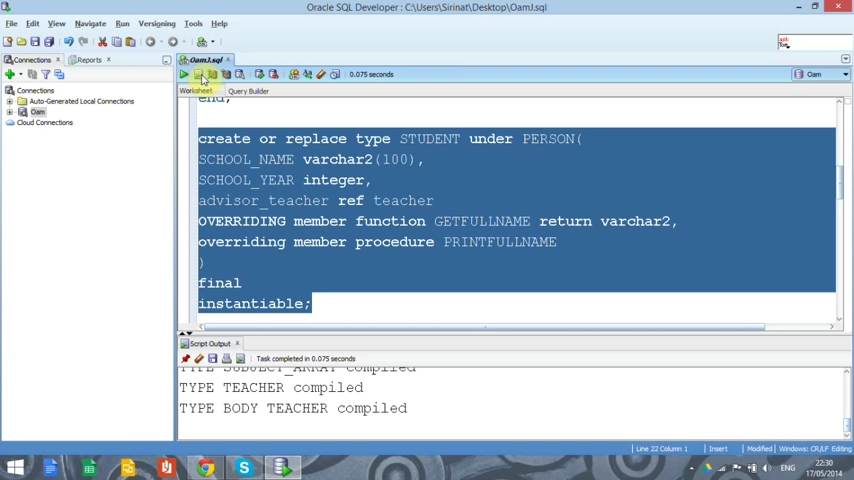 Oracle SQL Developer : C:\Users\Sirinat\Desktop\OamJ.sql
File Edit View Navigate Run Versioning Tools Help
Connections Reports OamJ.sql
0.075 seconds Oam
Worksheet Query Builder
Connections
Auto-Generated Local Connections
Oam
Cloud Connections
end;
create or replace type STUDENT under PERSON(
SCHOOL_NAME varchar2(100),
SCHOOL_YEAR integer,
advisor_teacher ref teacher
OVERRIDING member function GETFULLNAME return varchar2,
overriding member procedure PRINTFULLNAME
)
final
instantiable;
Script Output
Task completed in 0.075 seconds
TYPE SUBJECT_ARRAY compiled
TYPE TEACHER compiled
TYPE BODY TEACHER compiled
Line 22 Column 1 Insert Modified Windows: CR/LF Editing
ENG
22:30
17/05/2014